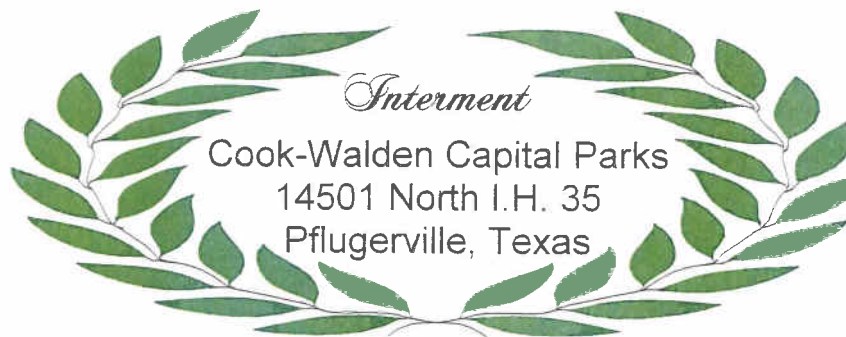 Interment
Cook-Walden Capital Parks
14501 North I.H. 35
Pflugerville, Texas